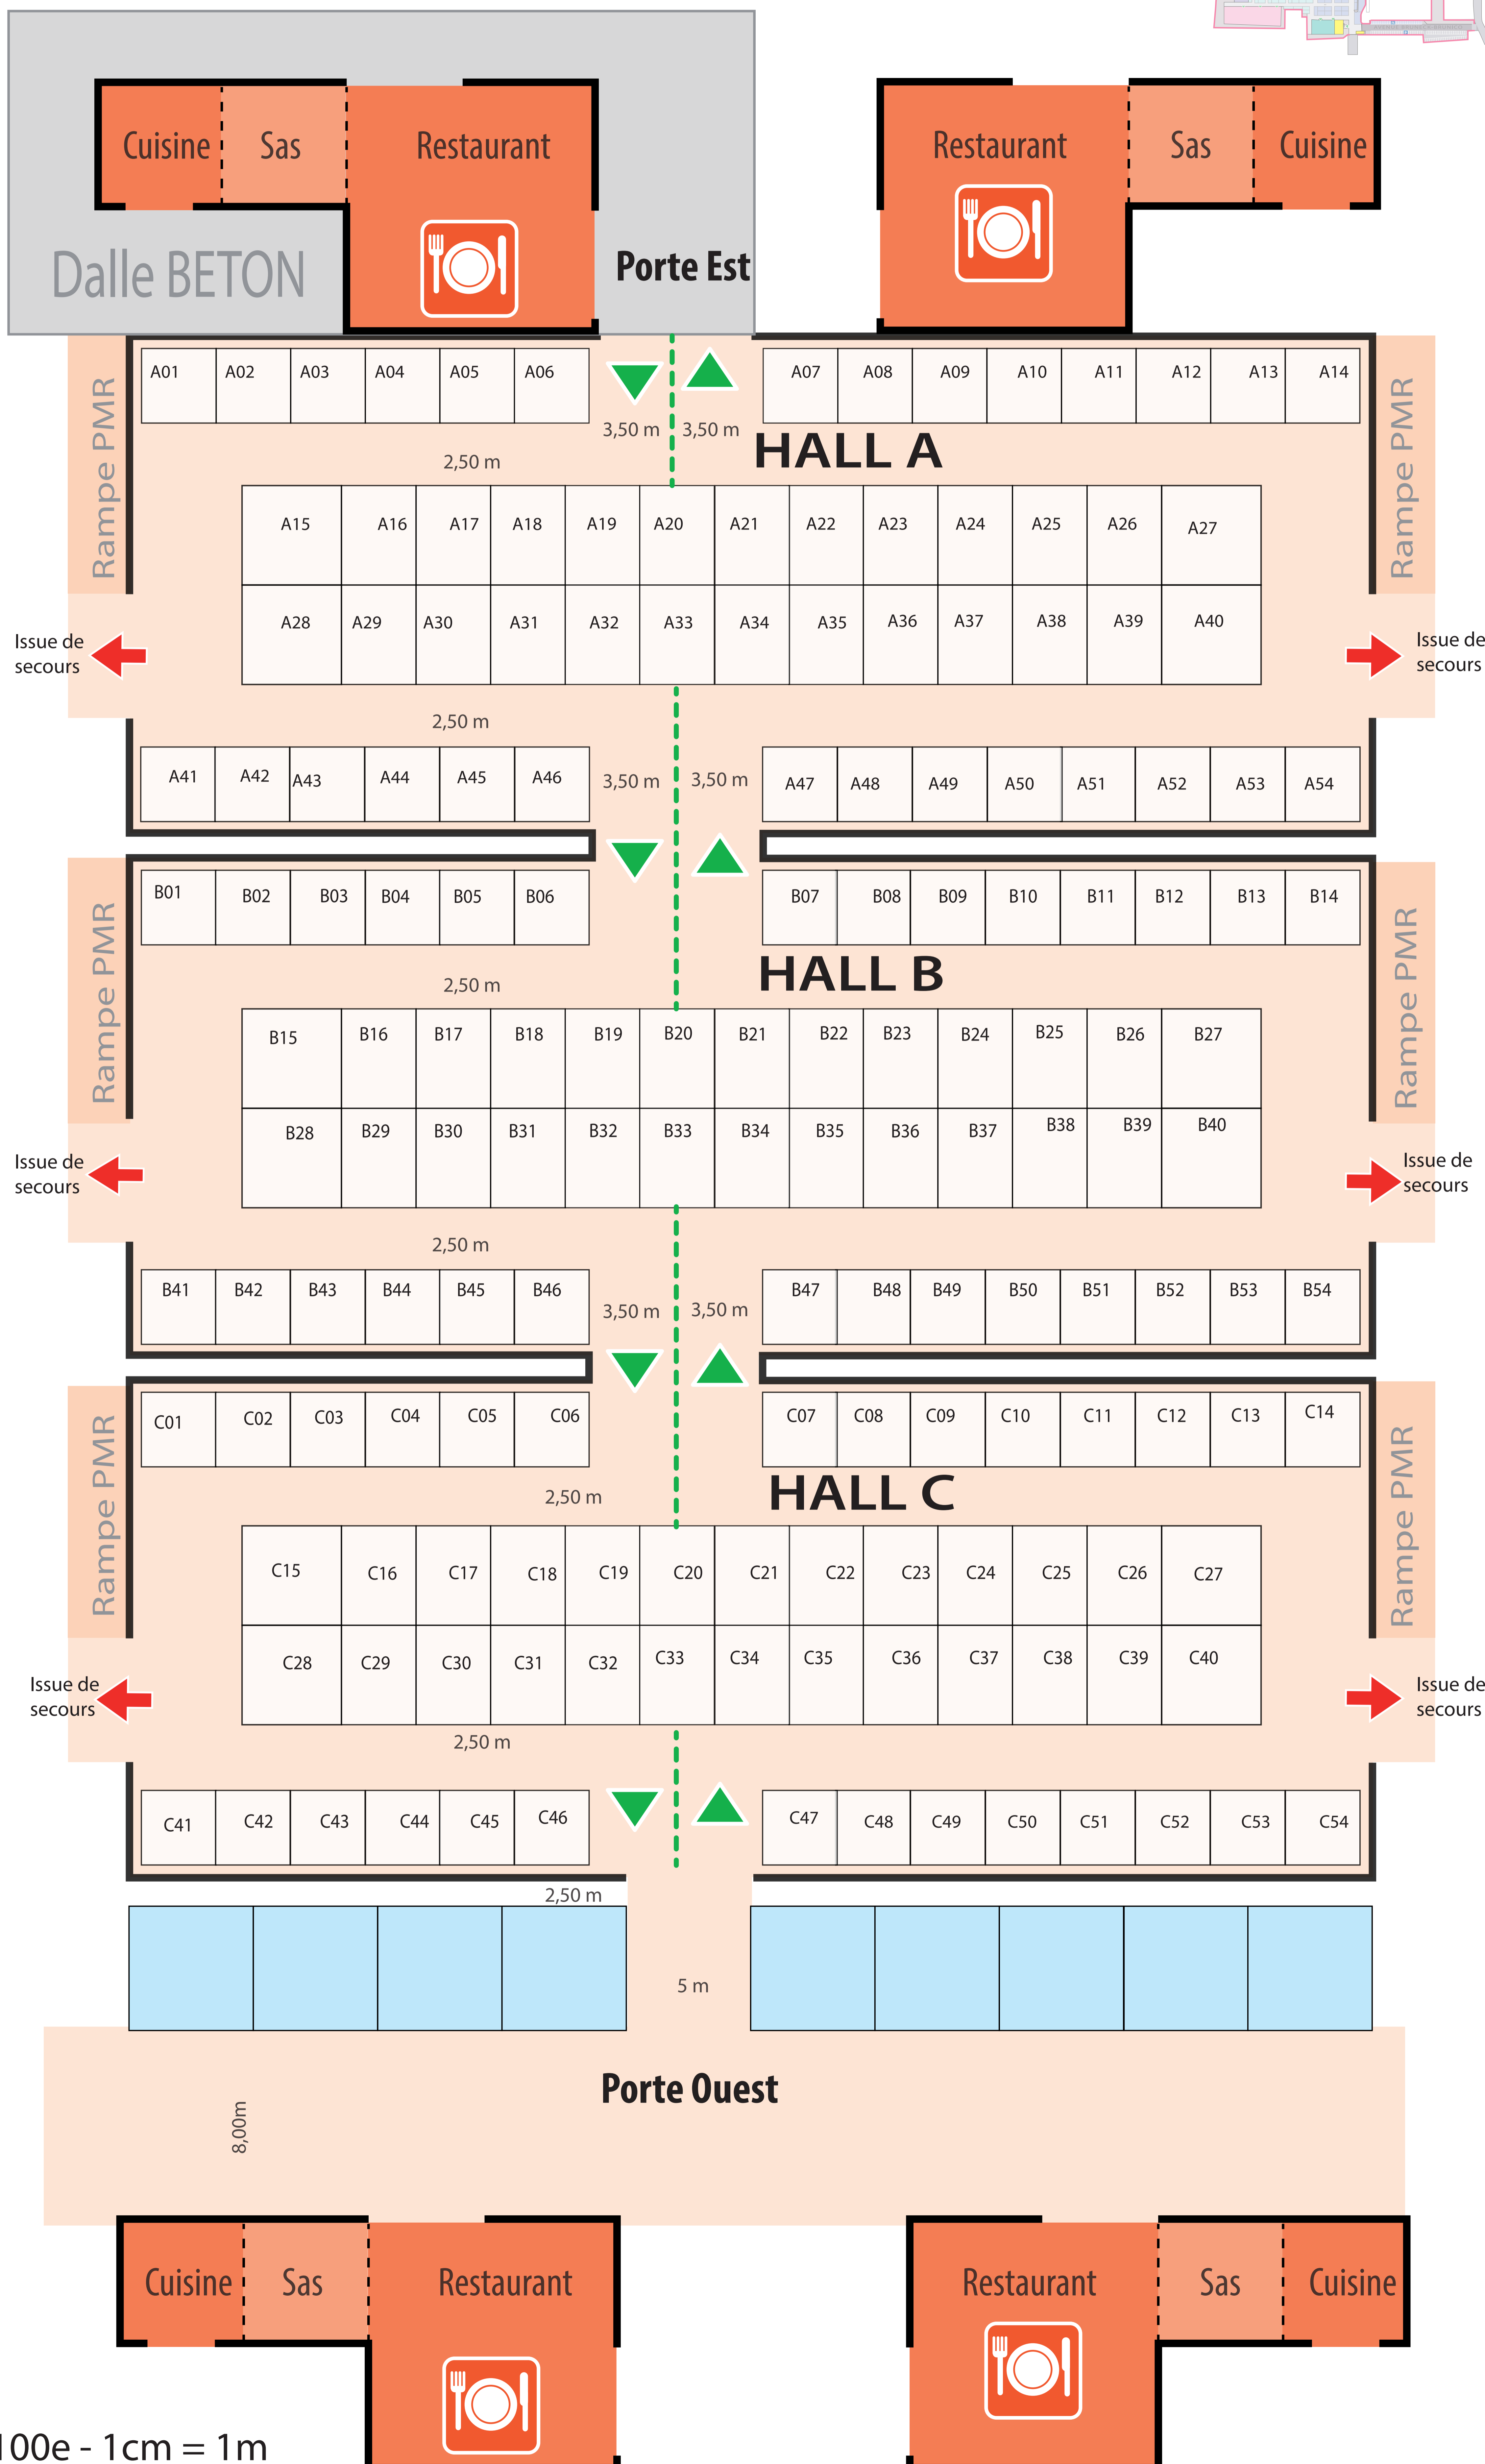 Cuisine Sas Restaurant
Restaurant Sas Cuisine
Dalle BETON
Porte Est
Rampe PMR
Rampe PMR
A01 A02 A03 A04 A05 A06
A07 A08 A09 A10 A11 A12 A13 A14
3,50 m 3,50 m
HALL A
2,50 m
A15 A16 A17 A18 A19 A20 A21 A22 A23 A24 A25 A26 A27
A28 A29 A30 A31 A32 A33 A34 A35 A36 A37 A38 A39 A40
Issue de
secours
Issue de
secours
2,50 m
A41 A42 A43 A44 A45 A46
3,50 m 3,50 m
A47 A48 A49 A50 A51 A52 A53 A54
Rampe PMR
Rampe PMR
B01 B02 B03 B04 B05 B06
B07 B08 B09 B10 B11 B12 B13 B14
HALL B
2,50 m
B15 B16 B17 B18 B19 B20 B21 B22 B23 B24 B25 B26 B27
B28 B29 B30 B31 B32 B33 B34 B35 B36 B37 B38 B39 B40
Issue de
secours
Issue de
secours
2,50 m
B41 B42 B43 B44 B45 B46
3,50 m 3,50 m
B47 B48 B49 B50 B51 B52 B53 B54
Rampe PMR
Rampe PMR
C01 C02 C03 C04 C05 C06
C07 C08 C09 C10 C11 C12 C13 C14
HALL C
2,50 m
C15 C16 C17 C18 C19 C20 C21 C22 C23 C24 C25 C26 C27
C28 C29 C30 C31 C32 C33 C34 C35 C36 C37 C38 C39 C40
Issue de
secours
Issue de
secours
2,50 m
C41 C42 C43 C44 C45 C46
C47 C48 C49 C50 C51 C52 C53 C54
2,50 m
5 m
Porte Ouest
8,00m
Cuisine Sas Restaurant
Restaurant Sas Cuisine
100e - 1cm = 1m